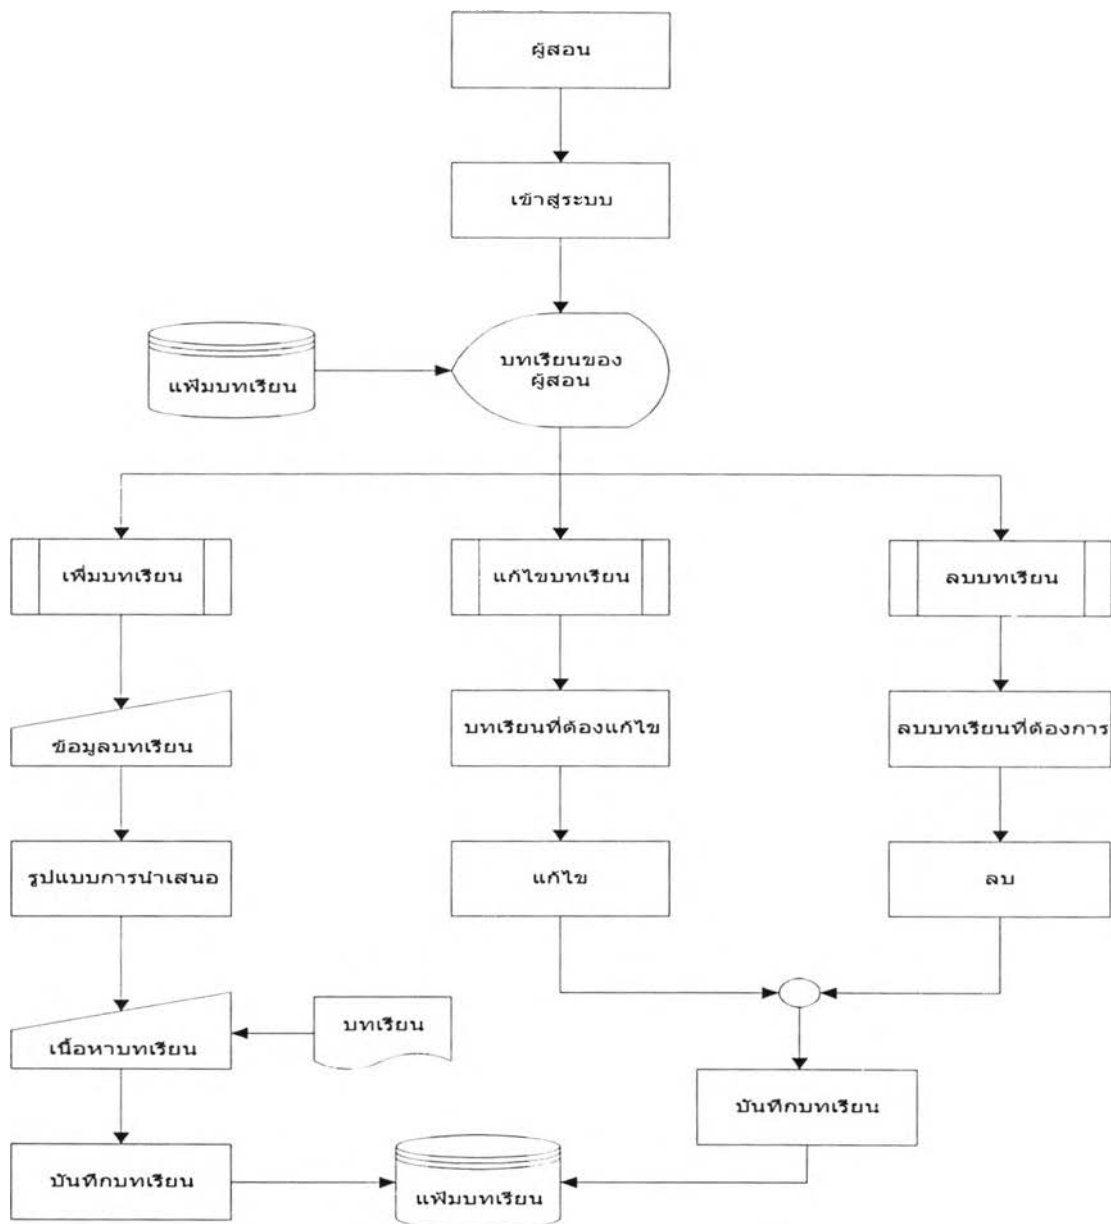 ผู้สอน
เข้าสู่ระบบ
บทเรียนของ
ผู้สอน
แฟ้มบทเรียน
เพิ่มบทเรียน
แก้ไขบทเรียน
ลบบทเรียน
ข้อมูลบทเรียน
บทเรียนที่ต้องแก้ไข
ลบบทเรียนที่ต้องการ
รูปแบบการนำเสนอ
แก้ไข
ลบ
เนื้อหาบทเรียน
บทเรียน
บันทึกบทเรียน
บันทึกบทเรียน
แฟ้มบทเรียน